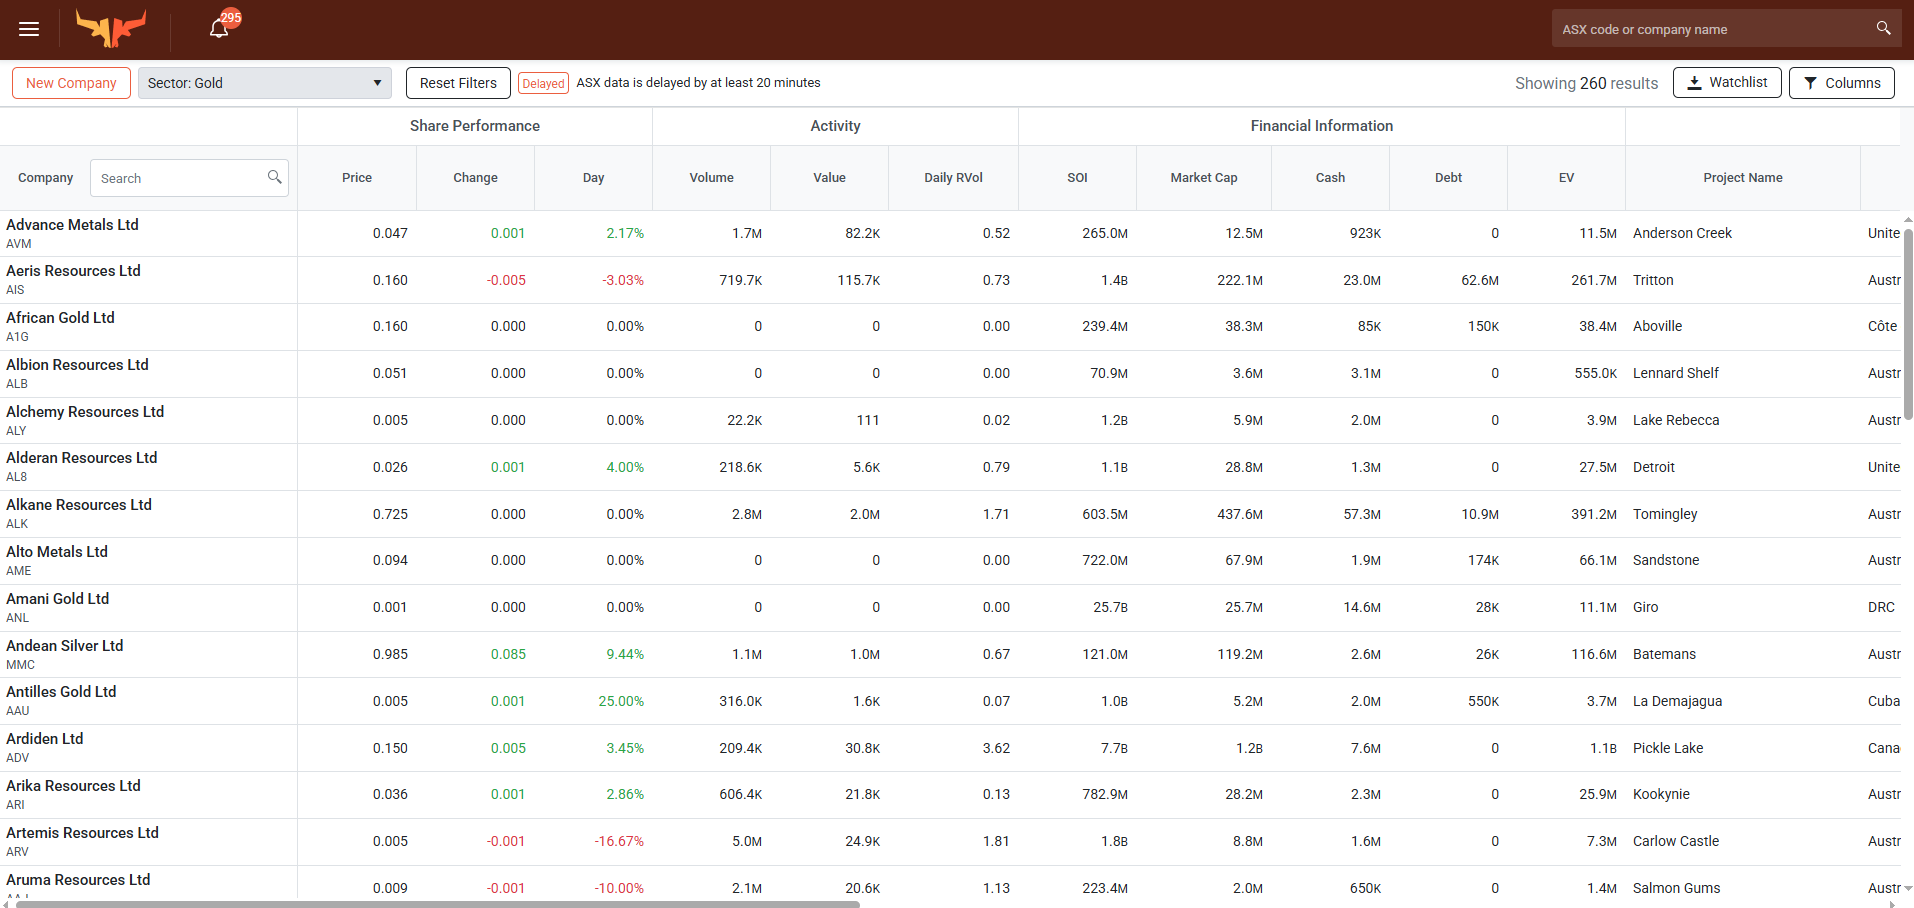 295
ASX code or company name
New Company
Sector: Gold
Reset Filters
Delayed
ASX data is delayed by at least 20 minutes
Showing 260 results
Watchlist
Columns
Share Performance Activity Financial Information
Company Search Price Change Day Volume Value Daily RVol SOI Market Cap Cash Debt EV Project Name
Advance Metals Ltd
AVM
0.047 0.001 2.17% 1.7M 82.2K 0.52 265.0M 12.5M 923K 0 11.5M Anderson Creek Unite
Aeris Resources Ltd
AIS
0.160 -0.005 -3.03% 719.7K 115.7K 0.73 1.4B 222.1M 23.0M 62.6M 261.7M Tritton Austr
African Gold Ltd
A1G
0.160 0.000 0.00% 0 0 0.00 239.4M 38.3M 85K 150K 38.4M Aboville Côte
Albion Resources Ltd
ALB
0.051 0.000 0.00% 0 0 0.00 70.9M 3.6M 3.1M 0 555.0K Lennard Shelf Austr
Alchemy Resources Ltd
ALY
0.005 0.000 0.00% 22.2K 111 0.02 1.2B 5.9M 2.0M 0 3.9M Lake Rebecca Austr
Alderan Resources Ltd
AL8
0.026 0.001 4.00% 218.6K 5.6K 0.79 1.1B 28.8M 1.3M 0 27.5M Detroit Unite
Alkane Resources Ltd
ALK
0.725 0.000 0.00% 2.8M 2.0M 1.71 603.5M 437.6M 57.3M 10.9M 391.2M Tomingley Austr
Alto Metals Ltd
AME
0.094 0.000 0.00% 0 0 0.00 722.0M 67.9M 1.9M 174K 66.1M Sandstone Austr
Amani Gold Ltd
ANL
0.001 0.000 0.00% 0 0 0.00 25.7B 25.7M 14.6M 28K 11.1M Giro DRC
Andean Silver Ltd
MMC
0.985 0.085 9.44% 1.1M 1.0M 0.67 121.0M 119.2M 2.6M 26K 116.6M Batemans Austr
Antilles Gold Ltd
AAU
0.005 0.001 25.00% 316.0K 1.6K 0.07 1.0B 5.2M 2.0M 550K 3.7M La Demajagua Cuba
Ardiden Ltd
ADV
0.150 0.005 3.45% 209.4K 30.8K 3.62 7.7B 1.2B 7.6M 0 1.1B Pickle Lake Cana
Arika Resources Ltd
ARI
0.036 0.001 2.86% 606.4K 21.8K 0.13 782.9M 28.2M 2.3M 0 25.9M Kookynie Austr
Artemis Resources Ltd
ARV
0.005 -0.001 -16.67% 5.0M 24.9K 1.81 1.8B 8.8M 1.6M 0 7.3M Carlow Castle Austr
Aruma Resources Ltd
0.009 -0.001 -10.00% 2.1M 20.6K 1.13 223.4M 2.0M 650K 0 1.4M Salmon Gums Austr